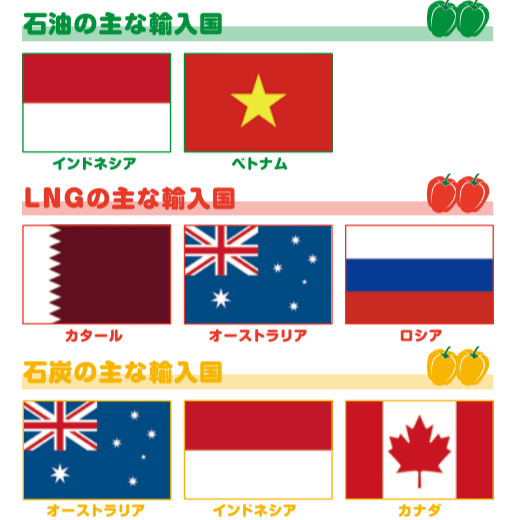 石油の主な輸入国
インドネシア
ベトナム
LNGの主な輸入国
カタール
オーストラリア
ロシア
石炭の主な輸入国
オーストラリア
インドネシア
カナダ